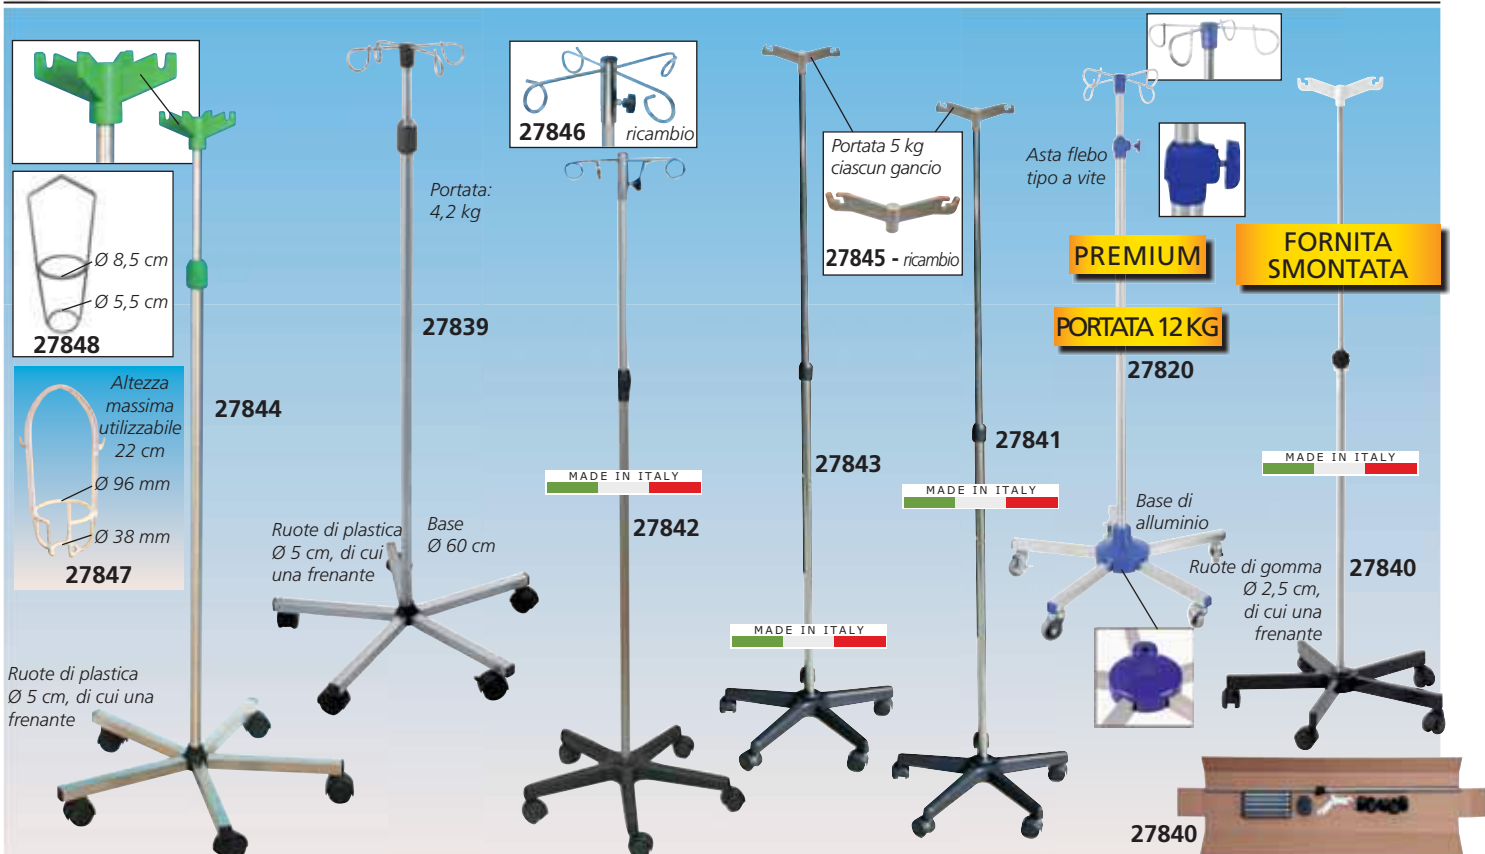 Ø 8,5 cm
Ø 5,5 cm
27848
Altezza
massima
utilizzabile
22 cm
Ø 96 mm
Ø 38 mm
27847
27844
Ruote di plastica
Ø 5 cm, di cui una
frenante
Portata:
4,2 kg
27839
Ruote di plastica
Ø 5 cm, di cui
una frenante
Base
Ø 60 cm
27846 ricambio
MADE IN ITALY
27842
Portata 5 kg
ciascun gancio
27845 - ricambio
27843
MADE IN ITALY
27841
MADE IN ITALY
Asta flebo
tipo a vite
PREMIUM
PORTATA 12 KG
27820
Base di
alluminio
FORNITA
SMONTATA
MADE IN ITALY
Ruote di gomma
Ø 2,5 cm,
di cui una
frenante
27840
27840